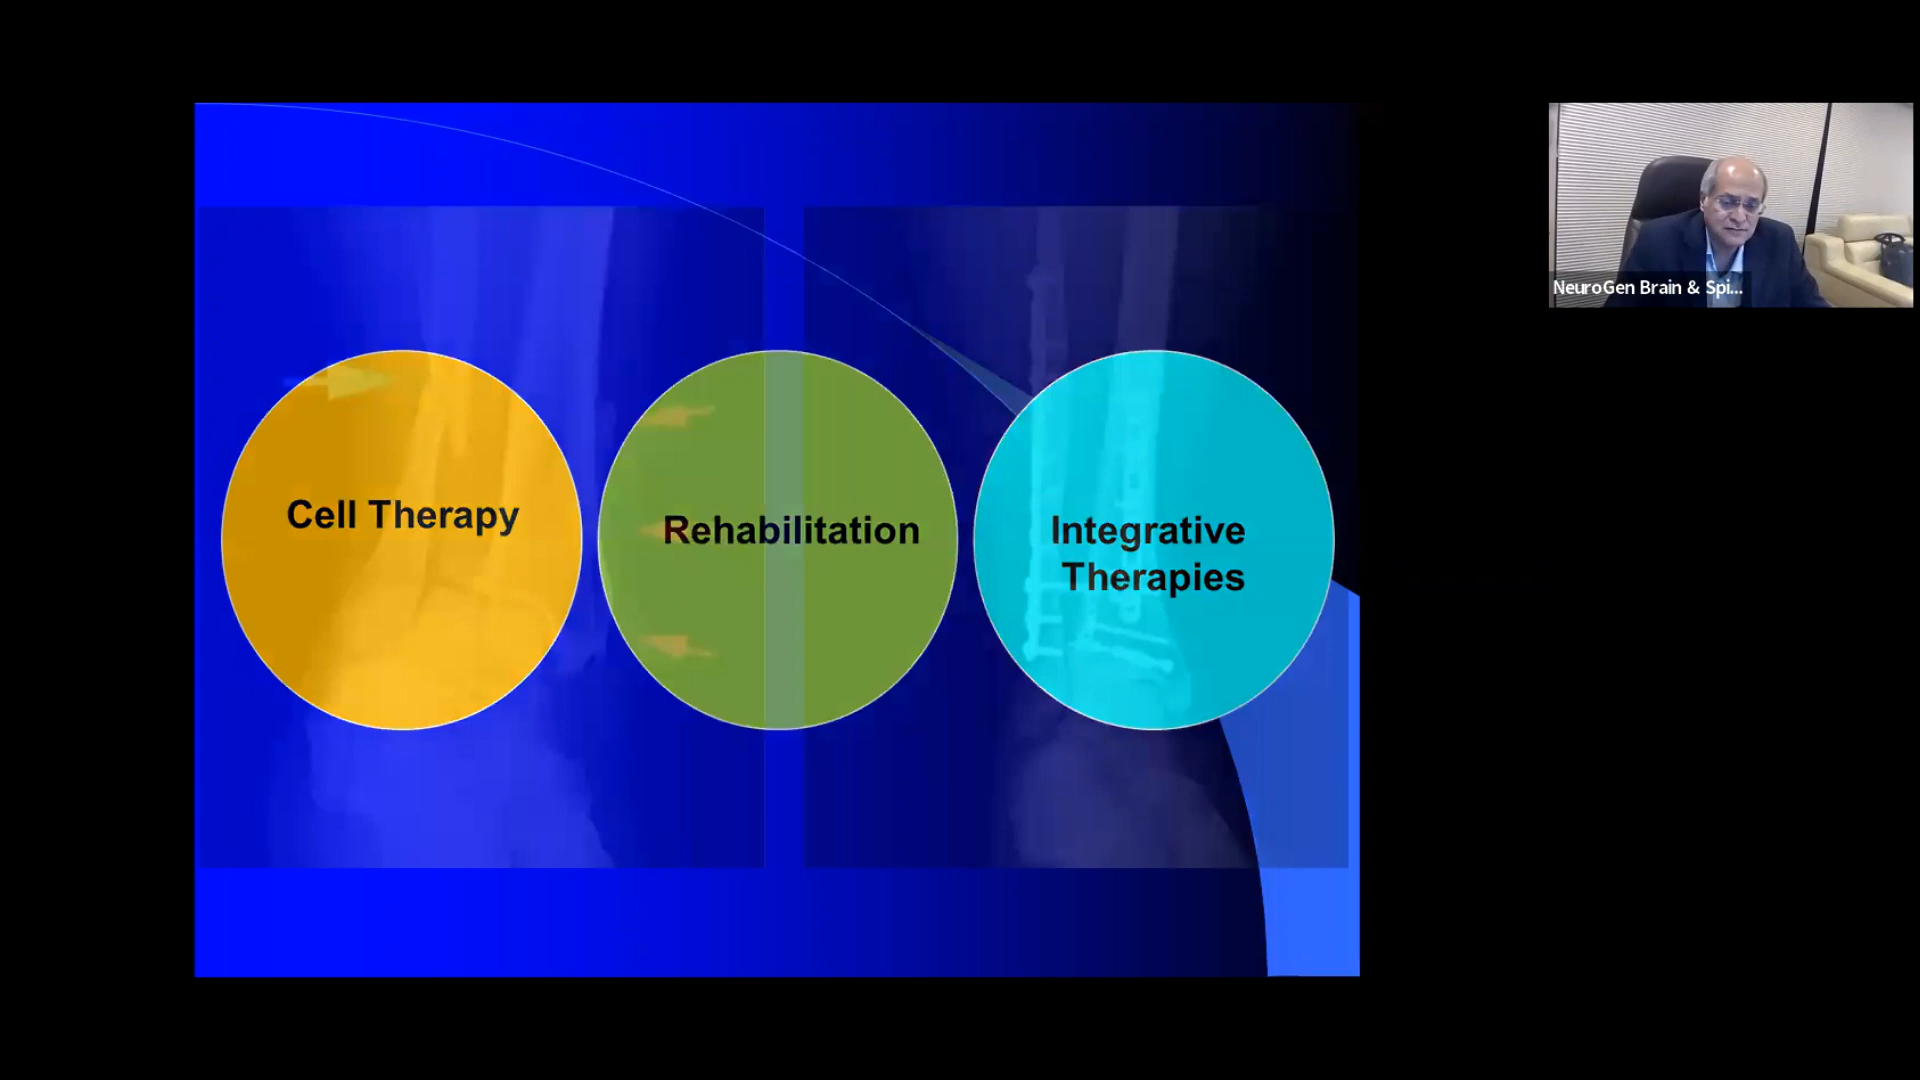 Cell Therapy
Rehabilitation
Integrative
Therapies
NeuroGen Brain & Spi...